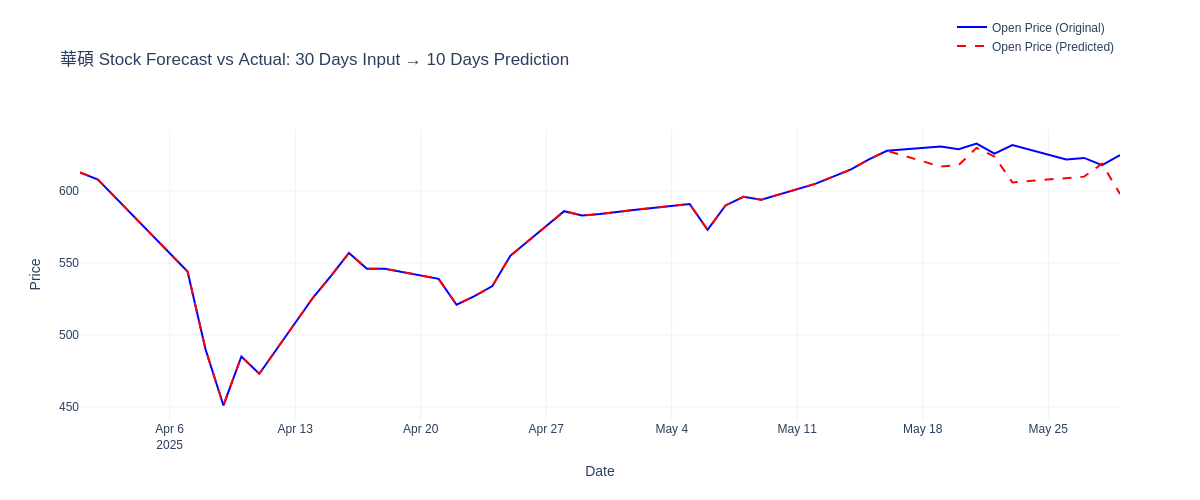 Open Price (Original)
Open Price (Predicted)
華碩 Stock Forecast vs Actual: 30 Days Input → 10 Days Prediction
Price
600
550
500
450
Apr 6
2025
Apr 13
Apr 20
Apr 27
May 4
May 11
May 18
May 25
Date